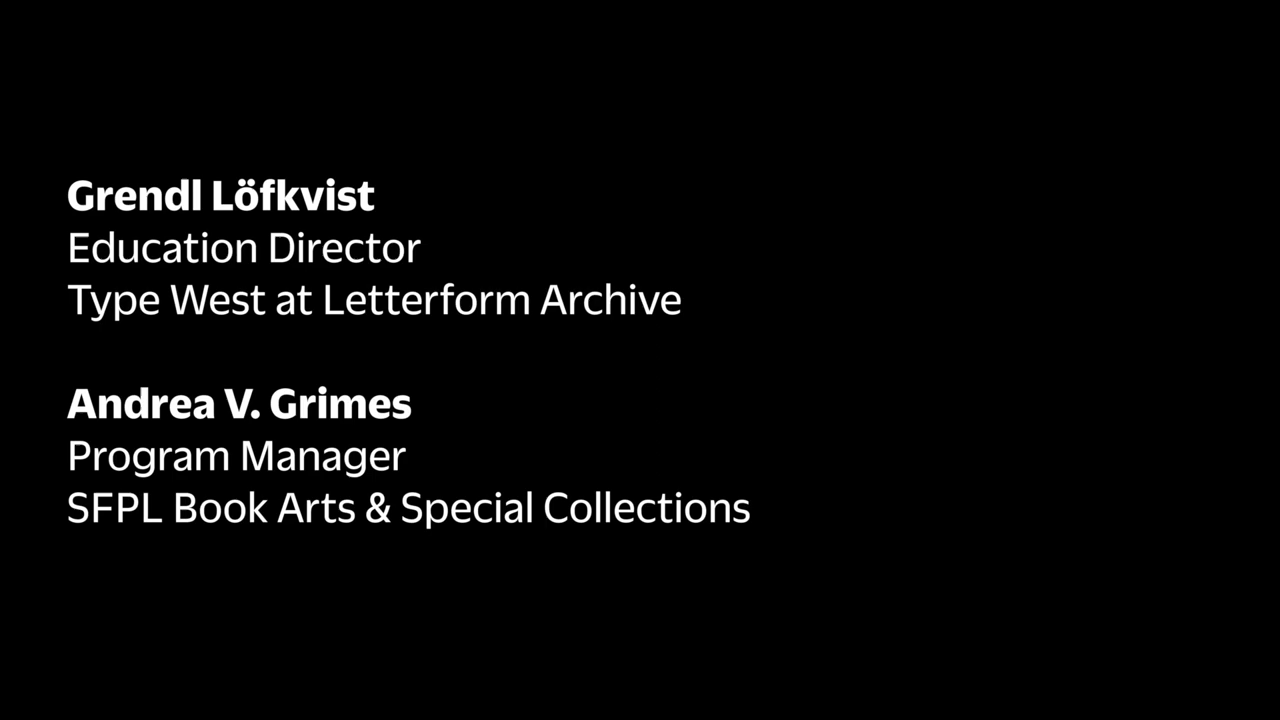 Grendl Löfkvist
Education Director
Type West at Letterform Archive
Andrea V. Grimes
Program Manager
SFPL Book Arts & Special Collections